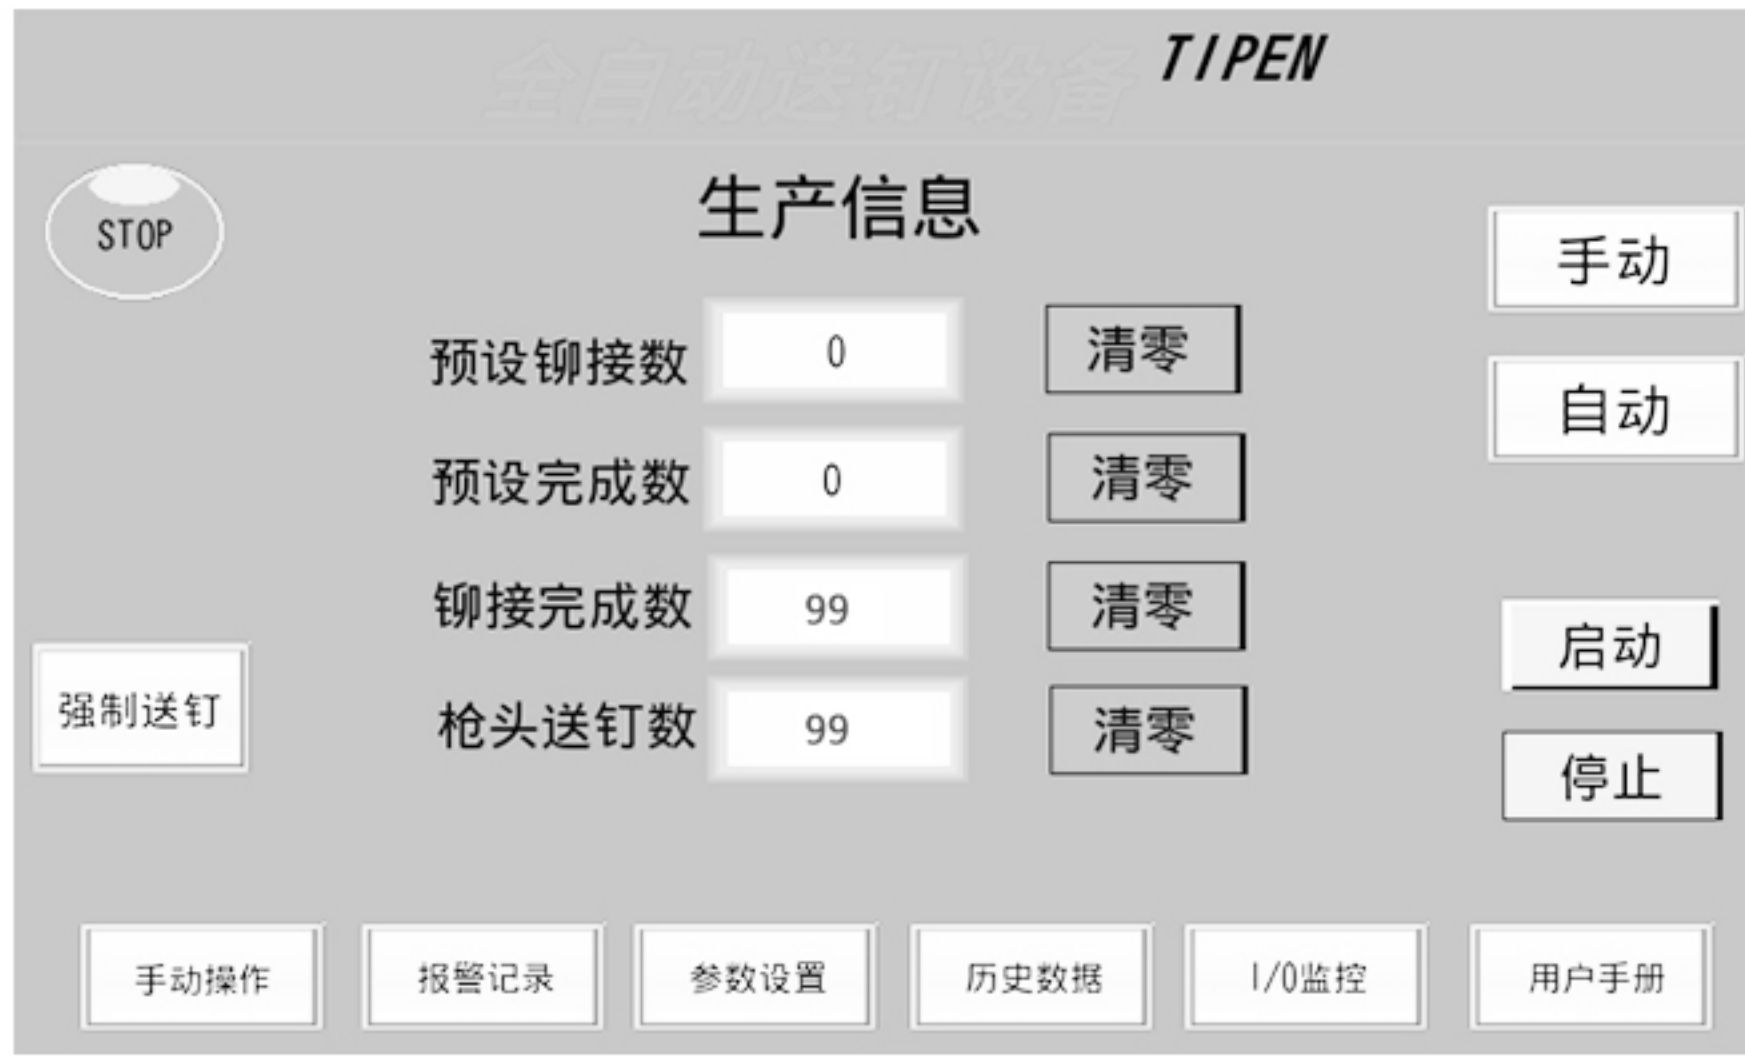 全自动送钉设备 TIPEN
STOP
生产信息
手动
预设铆接数 0 清零
自动
预设完成数 0 清零
铆接完成数 99 清零
启动
强制送钉
枪头送钉数 99 清零
停止
手动操作 报警记录 参数设置 历史数据 I/O监控 用户手册